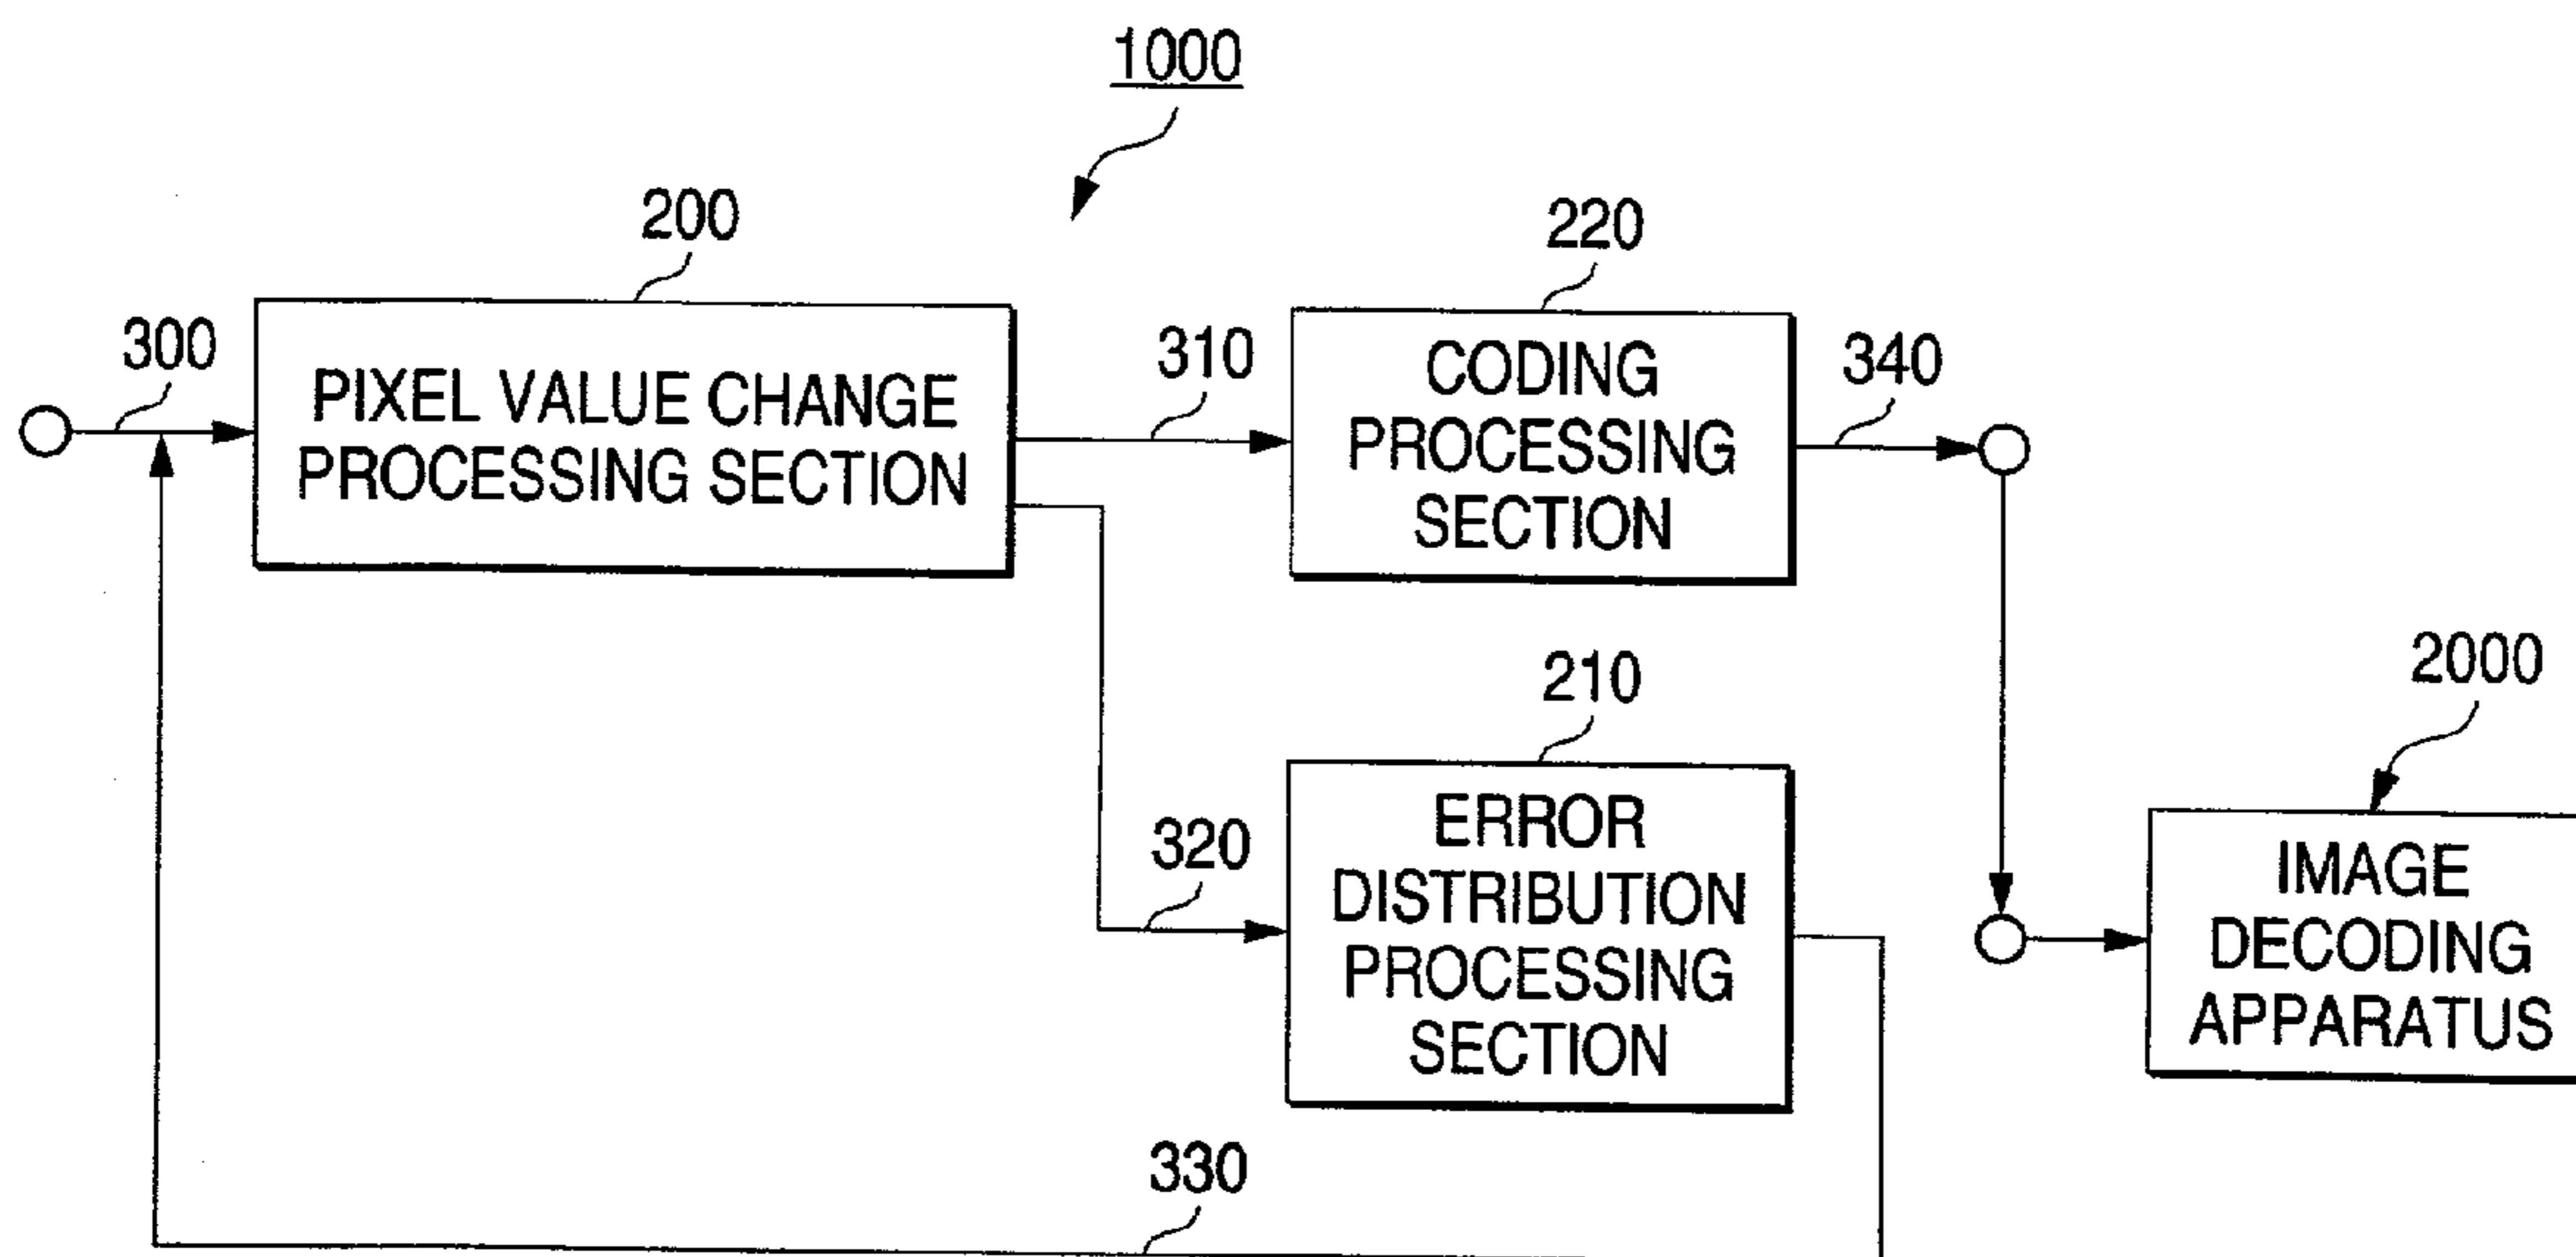 1000
200
220
300
PIXEL VALUE CHANGE
PROCESSING SECTION
310
CODING
PROCESSING
SECTION
340
210
2000
320
ERROR
DISTRIBUTION
PROCESSING
SECTION
IMAGE
DECODING
APPARATUS
330